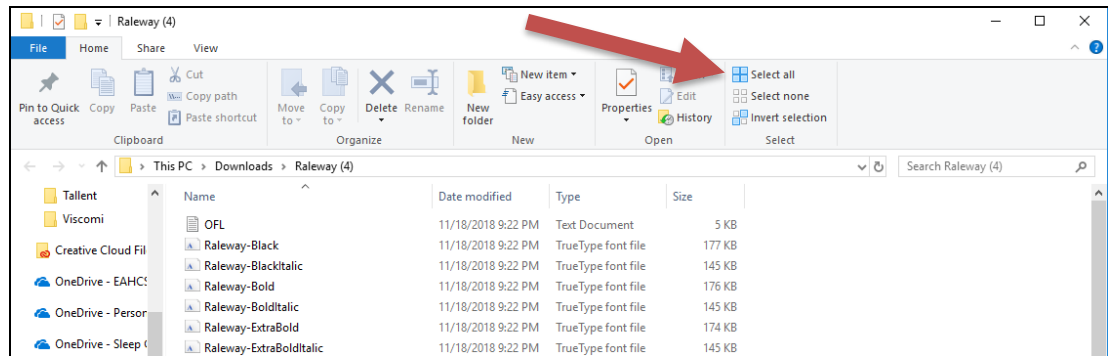 Raleway (4)
File Home Share View
Pin to Quick access Copy Paste Cut Copy path Paste shortcut Move to Copy to Delete Rename New folder New item Easy access Properties Edit History Select all Select none Invert selection
Clipboard Organize New Open Select
This PC > Downloads > Raleway (4) Search Raleway (4)
Tallent
Viscomi
Creative Cloud Fil
OneDrive - EAHCS
OneDrive - Person
OneDrive - Sleep
Name Date modified Type Size
OFL 11/18/2018 9:22 PM Text Document 5 KB
Raleway-Black 11/18/2018 9:22 PM TrueType font file 177 KB
Raleway-BlackItalic 11/18/2018 9:22 PM TrueType font file 145 KB
Raleway-Bold 11/18/2018 9:22 PM TrueType font file 176 KB
Raleway-BoldItalic 11/18/2018 9:22 PM TrueType font file 145 KB
Raleway-ExtraBold 11/18/2018 9:22 PM TrueType font file 174 KB
Raleway-ExtraBoldItalic 11/18/2018 9:22 PM TrueType font file 145 KB